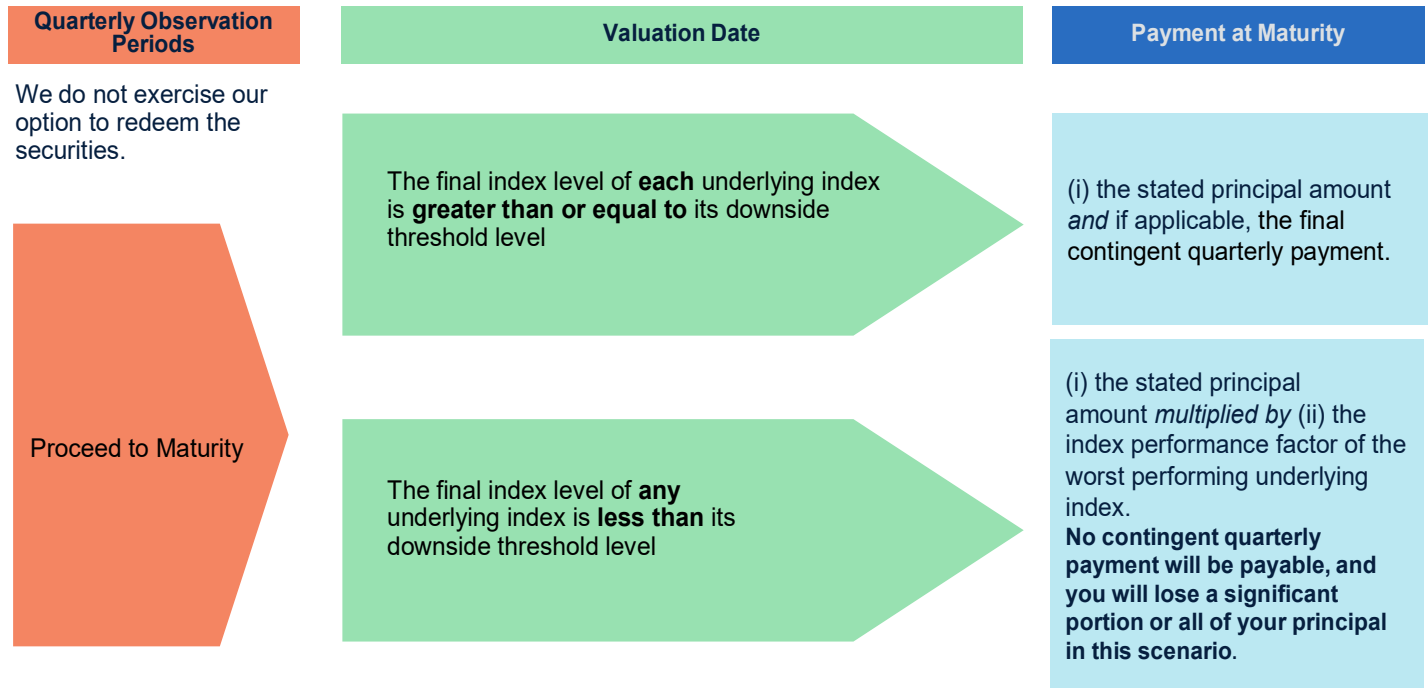 Quarterly Observation
Periods
Valuation Date
Payment at Maturity
We do not exercise our
option to redeem the
securities.
Proceed to Maturity
The final index level of each underlying index
is greater than or equal to its downside
threshold level
(i) the stated principal amount
and if applicable, the final
contingent quarterly payment.
The final index level of any
underlying index is less than its
downside threshold level
(i) the stated principal
amount multiplied by (ii) the
index performance factor of the
worst performing underlying
index.
No contingent quarterly
payment will be payable, and
you will lose a significant
portion or all of your principal
in this scenario.